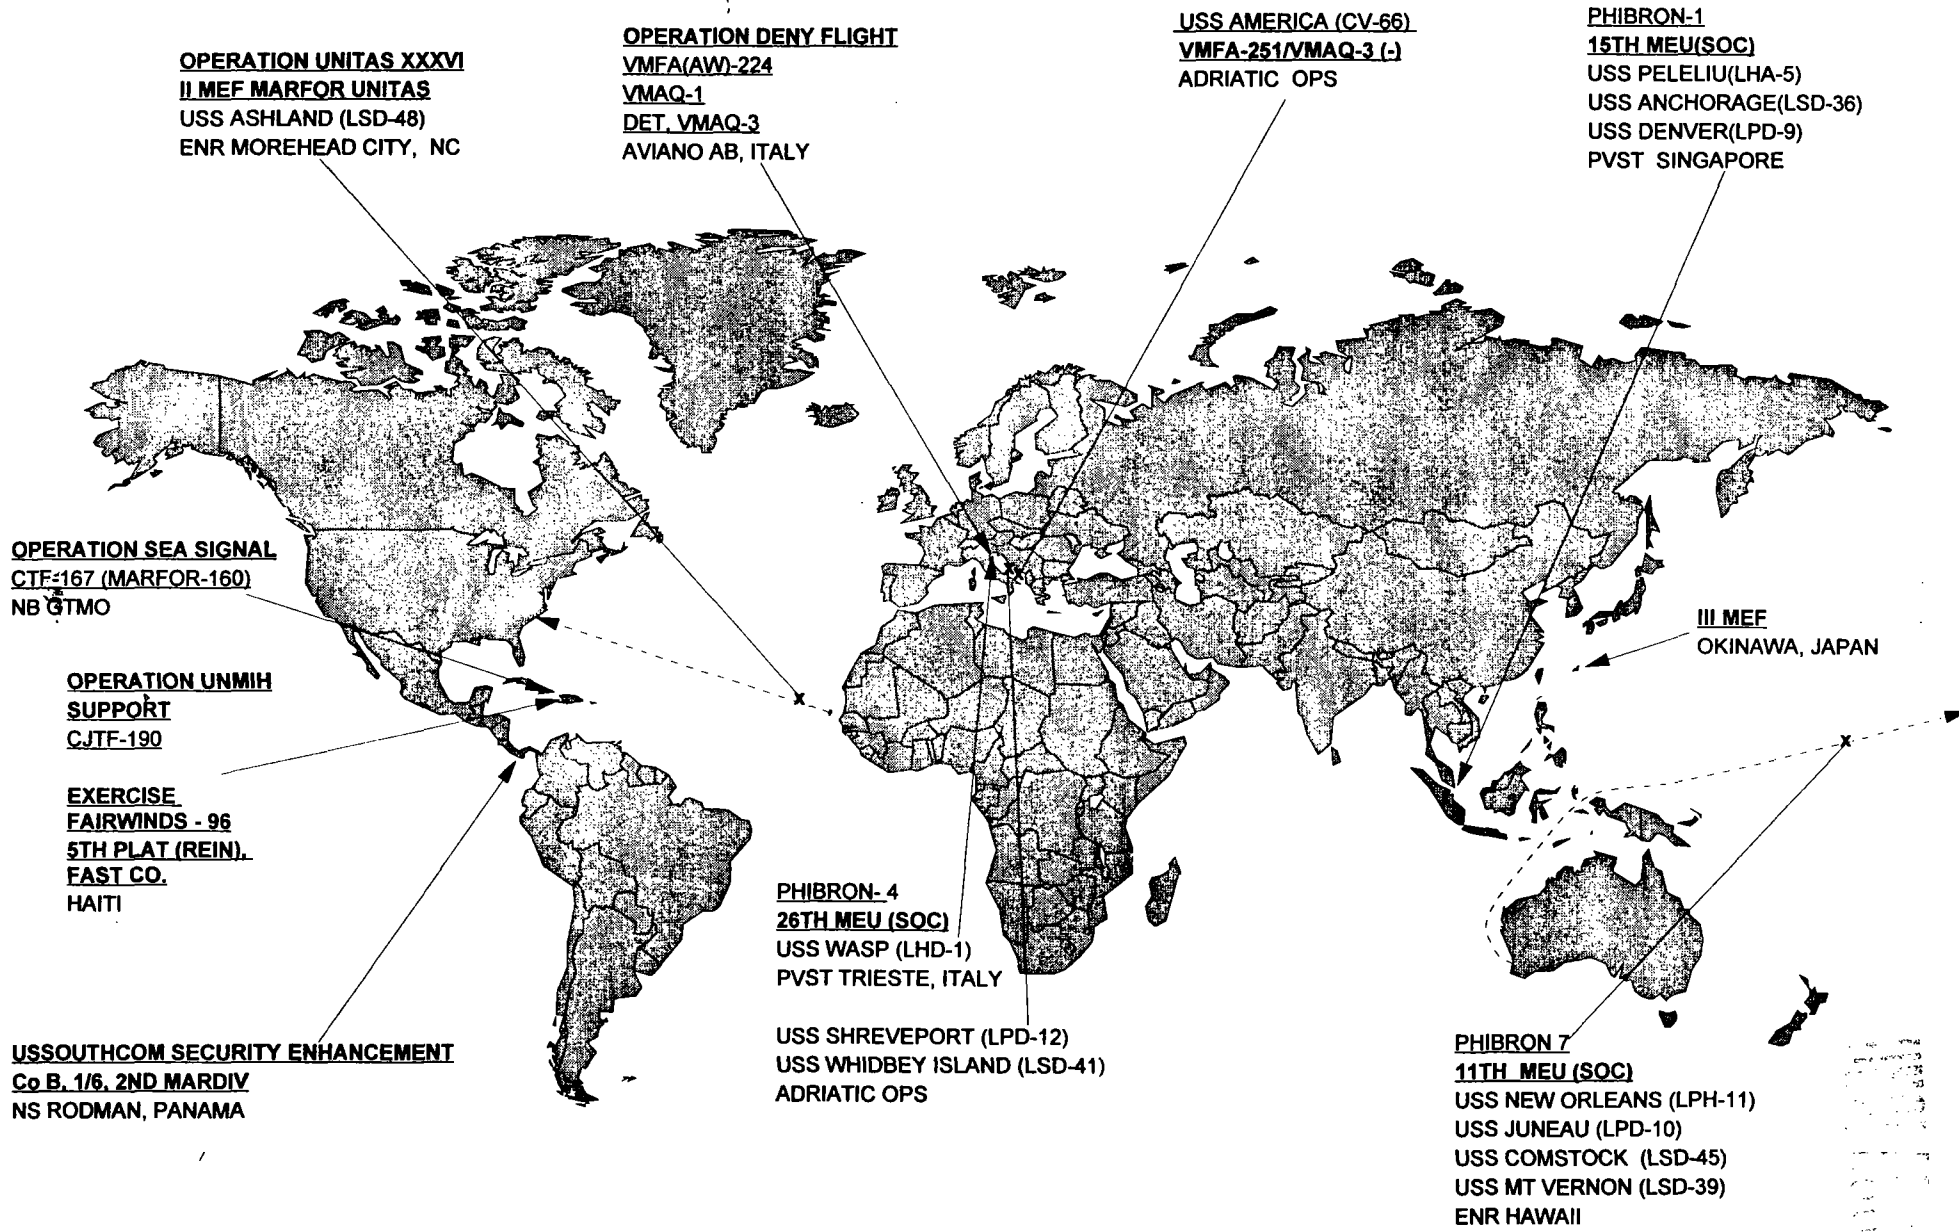 OPERATION UNITAS XXXVI
II MEF MARFOR UNITAS
USS ASHLAND (LSD-48)
ENR MOREHEAD CITY, NC
OPERATION DENY FLIGHT
VMFA(AW)-224
VMAQ-1
DET, VMAQ-3
AVIANO AB, ITALY
USS AMERICA (CV-66)
VMFA-251/VMAQ-3 (-)
ADRIATIC OPS
PHIBRON-1
15TH MEU(SOC)
USS PELELIU(LHA-5)
USS ANCHORAGE(LSD-36)
USS DENVER(LPD-9)
PVST SINGAPORE
OPERATION SEA SIGNAL
CTF-167 (MARFOR-160)
NB GTMO
III MEF
OKINAWA, JAPAN
OPERATION UNMIH
SUPPORT
CJTF-190
EXERCISE
FAIRWINDS - 96
5TH PLAT (REIN),
FAST CO.
HAITI
X
X
PHIBRON- 4
26TH MEU (SOC)
USS WASP (LHD-1)
PVST TRIESTE, ITALY
USS SHREVEPORT (LPD-12)
USS WHIDBEY ISLAND (LSD-41)
ADRIATIC OPS
USSOUTHCOM SECURITY ENHANCEMENT
Co B, 1/6, 2ND MARDIV
NS RODMAN, PANAMA
PHIBRON 7
11TH MEU (SOC)
USS NEW ORLEANS (LPH-11)
USS JUNEAU (LPD-10)
USS COMSTOCK (LSD-45)
USS MT VERNON (LSD-39)
ENR HAWAII